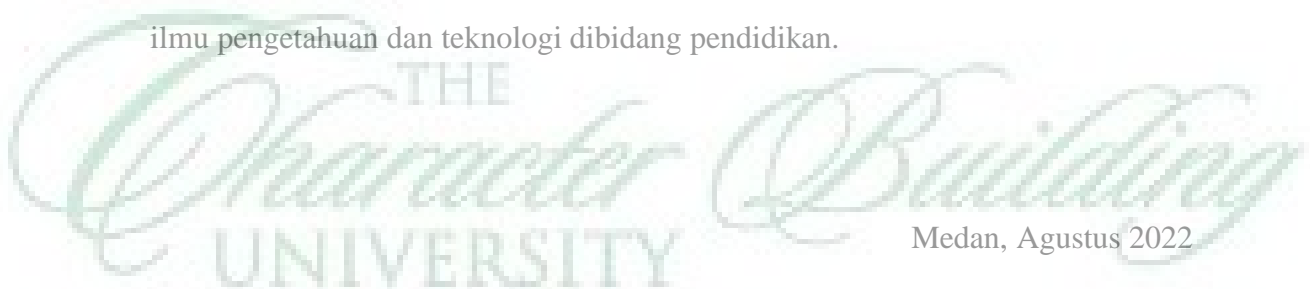 ilmu pengetahuan dan teknologi dibidang pendidikan.
THE
Character Building
UNIVERSITY
Medan, Agustus 2022